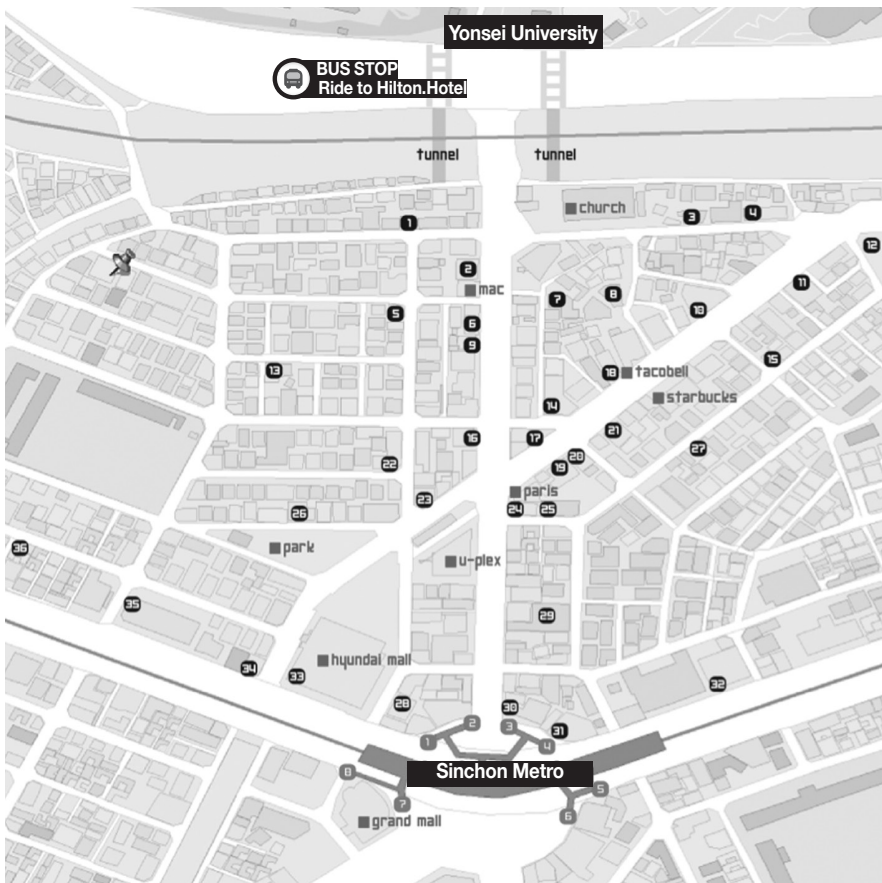 Yonsei University
BUS STOP
Ride to Hilton.Hotel
tunnel
tunnel
church
1
3
4
2
mac
12
7
8
11
5
6
10
9
15
13
18
tacobell
starbucks
14
16
17
21
22
20
19
27
23
paris
24
25
26
36
park
u-plex
35
29
34
33
hyundai mall
32
28
30
31
1
2
3
4
Sinchon Metro
8
7
5
6
grand mall